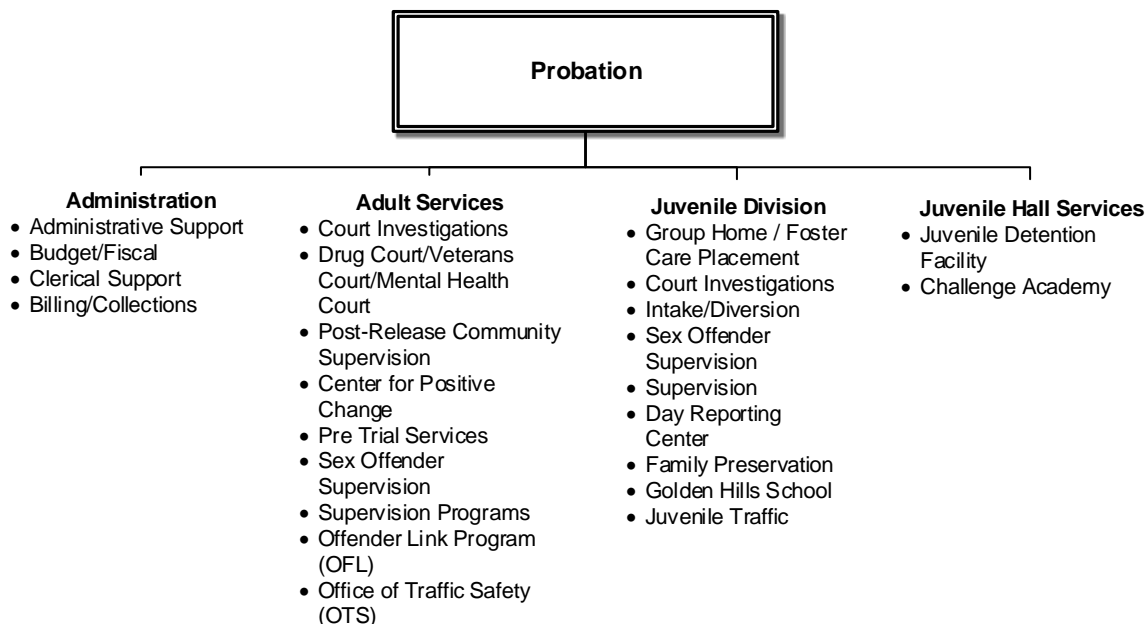 Probation
Administration
• Administrative Support
• Budget/Fiscal
• Clerical Support
• Billing/Collections
Adult Services
• Court Investigations
• Drug Court/Veterans
Court/Mental Health
Court
• Post-Release Community
Supervision
• Center for Positive
Change
• Pre Trial Services
• Sex Offender
Supervision
• Supervision Programs
• Offender Link Program
(OFL)
• Office of Traffic Safety
(OTS)
Juvenile Division
• Group Home / Foster
Care Placement
• Court Investigations
• Intake/Diversion
• Sex Offender
Supervision
• Supervision
• Day Reporting
Center
• Family Preservation
• Golden Hills School
• Juvenile Traffic
Juvenile Hall Services
• Juvenile Detention
Facility
• Challenge Academy